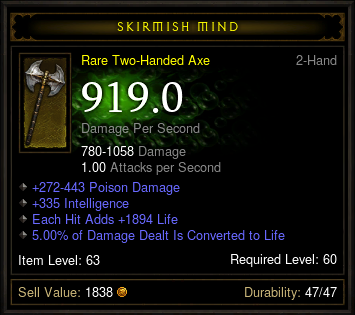 SKIRMISH MIND
Rare Two-Handed Axe 2-Hand
919.0
Damage Per Second
780-1058 Damage
1.00 Attacks per Second
+272-443 Poison Damage
+335 Intelligence
Each Hit Adds +1894 Life
5.00% of Damage Dealt Is Converted to Life
Item Level: 63 Required Level: 60
Sell Value: 1838 Durability: 47/47